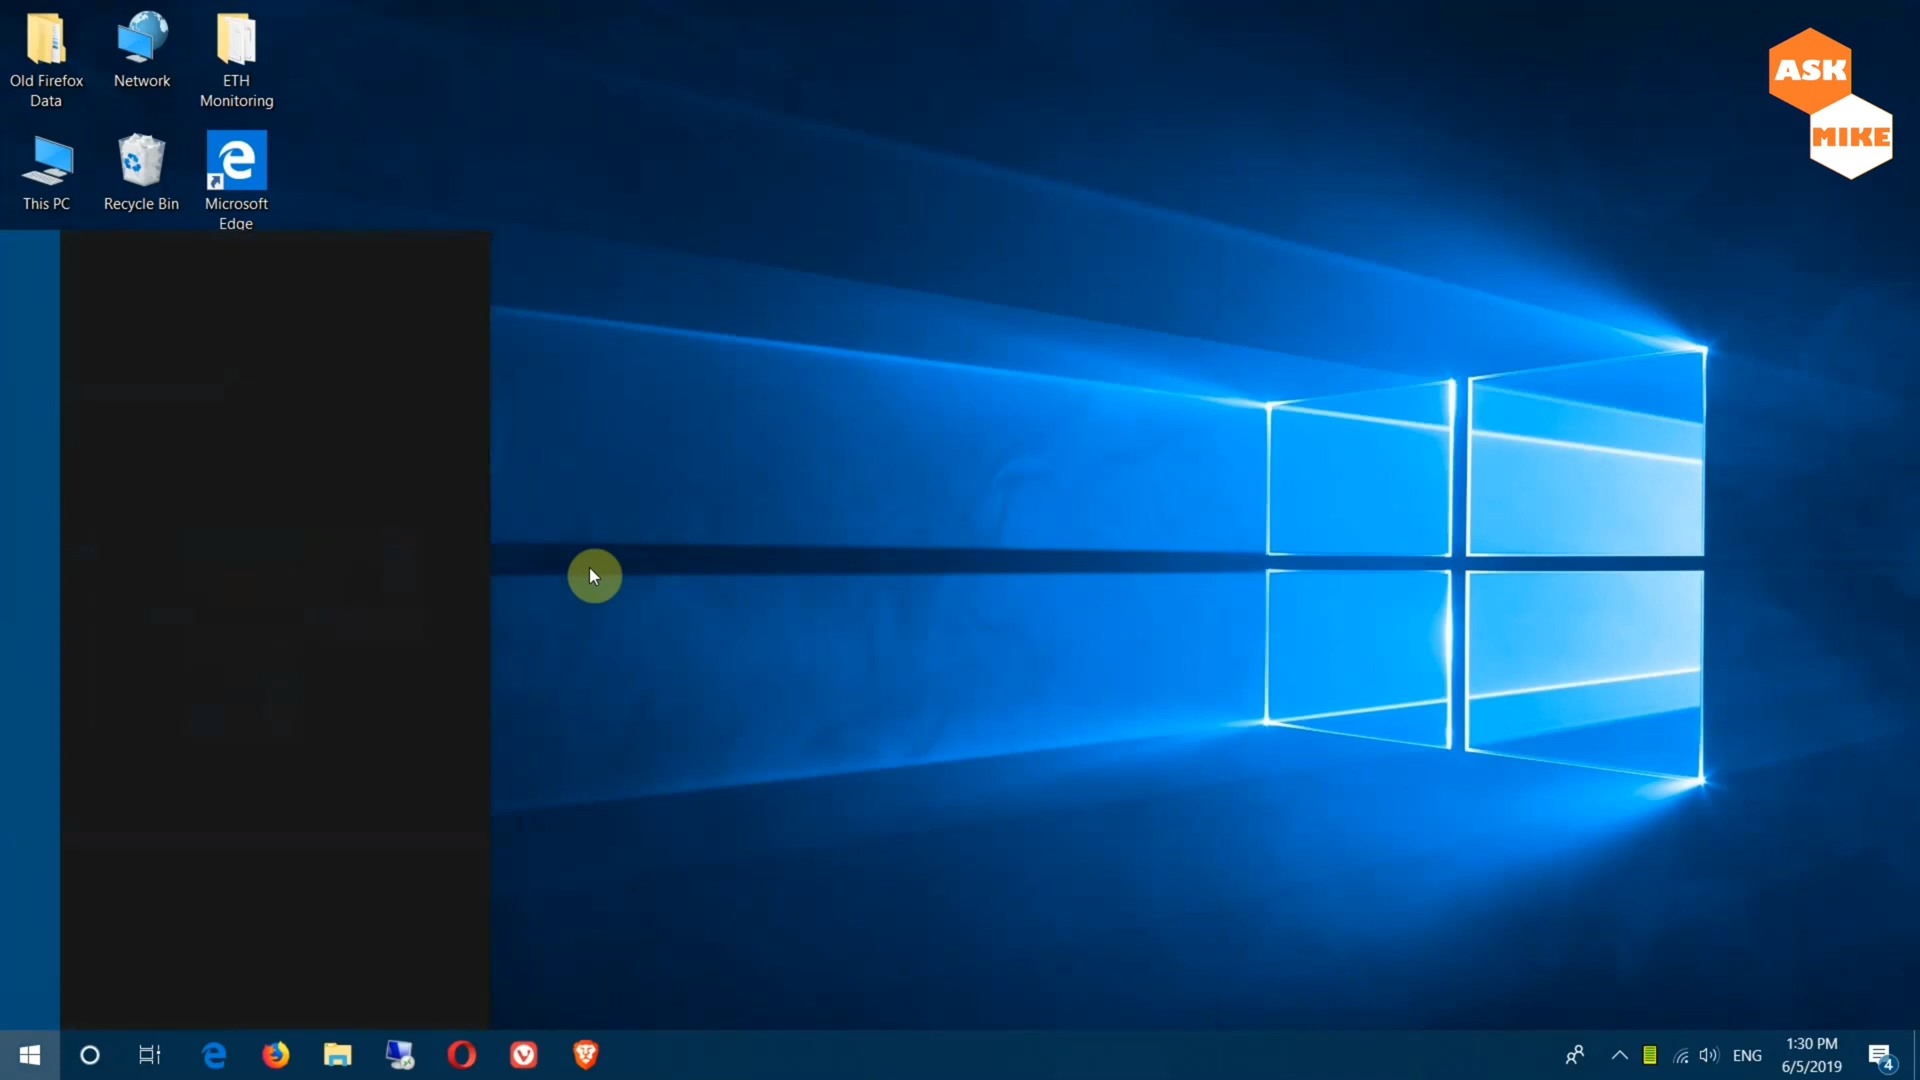 Old Firefox
Data
Network
ETH
Monitoring
This PC
Recycle Bin
Microsoft
Edge
ASK
MIKE
ENG
1:30 PM
6/5/2019
4